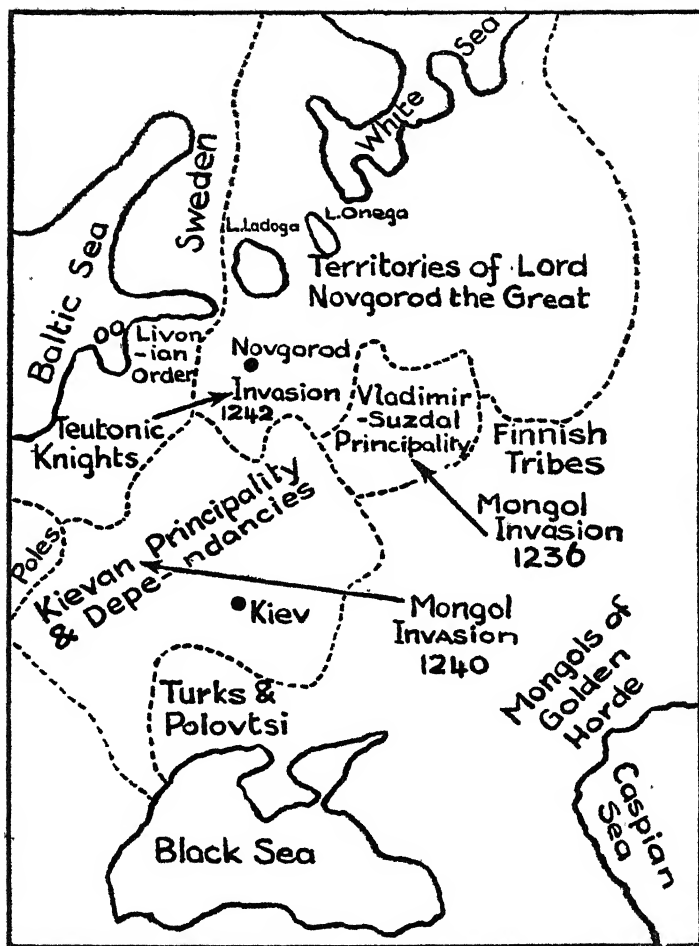 White
Sea
Baltic Sea
Sweden
L.Ladoga
L.Onega
Territories of Lord
Novgorod the Great
Livon
-ian
Order
Novgorod
Invasion
1242
Vladimir
-Suzdal
Principality
Teutonic
Knights
Finnish
Tribes
Mongol
Invasion
1236
Poles
Kievan Principality
& Dependancies
Kiev
Mongol
Invasion
1240
Mongols of
Golden
Horde
Turks &
Polovtsi
Black Sea
Caspian
Sea